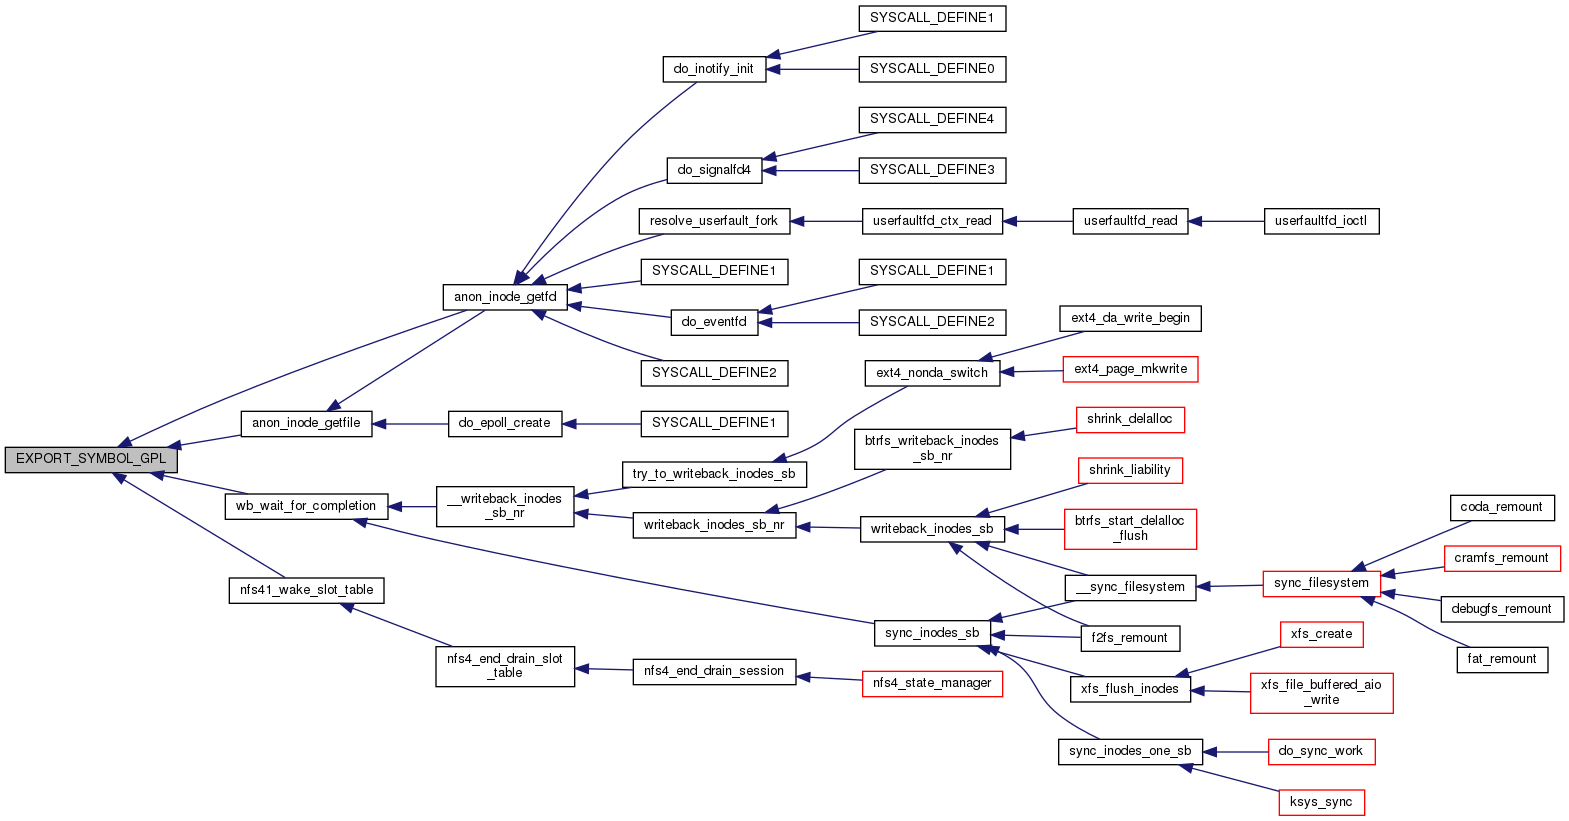 SYSCALL_DEFINE1
do_inotify_init
SYSCALL_DEFINE0
SYSCALL_DEFINE4
do_signalfd4
SYSCALL_DEFINE3
resolve_userfault_fork
userfaultfd_ctx_read
userfaultfd_read
userfaultfd_ioctl
SYSCALL_DEFINE1
SYSCALL_DEFINE1
anon_inode_getfd
do_eventfd
SYSCALL_DEFINE2
ext4_da_write_begin
SYSCALL_DEFINE2
ext4_nonda_switch
ext4_page_mkwrite
anon_inode_getfile
do_epoll_create
SYSCALL_DEFINE1
shrink_delalloc
btrfs_writeback_inodes
_sb_nr
EXPORT_SYMBOL_GPL
try_to_writeback_inodes_sb
shrink_liability
wb_wait_for_completion
__writeback_inodes
_sb_nr
writeback_inodes_sb_nr
writeback_inodes_sb
btrfs_start_delalloc
_flush
coda_remount
cramfs_remount
nfs41_wake_slot_table
__sync_filesystem
sync_filesystem
debugfs_remount
sync_inodes_sb
f2fs_remount
xfs_create
fat_remount
nfs4_end_drain_slot
_table
nfs4_end_drain_session
nfs4_state_manager
xfs_flush_inodes
xfs_file_buffered_aio
_write
sync_inodes_one_sb
do_sync_work
ksys_sync